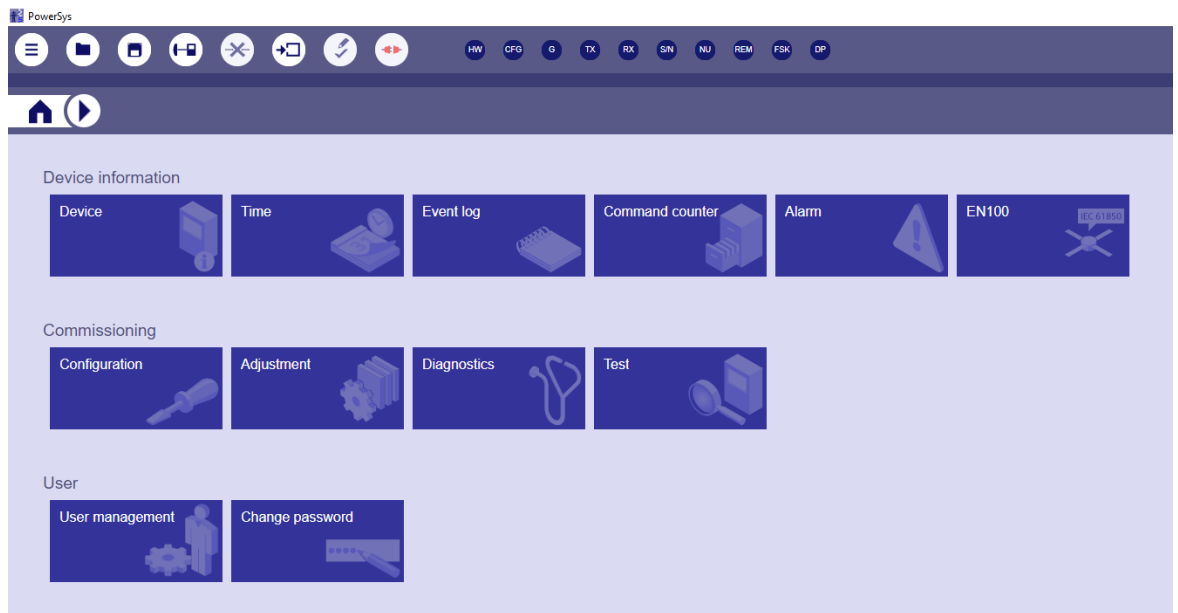 PowerSys
HW CFG G TX RX S/N NU REM FSK DP
Device information
Device Time Event log Command counter Alarm EN100
IEC 61850
Commissioning
Configuration Adjustment Diagnostics Test
User
User management Change password